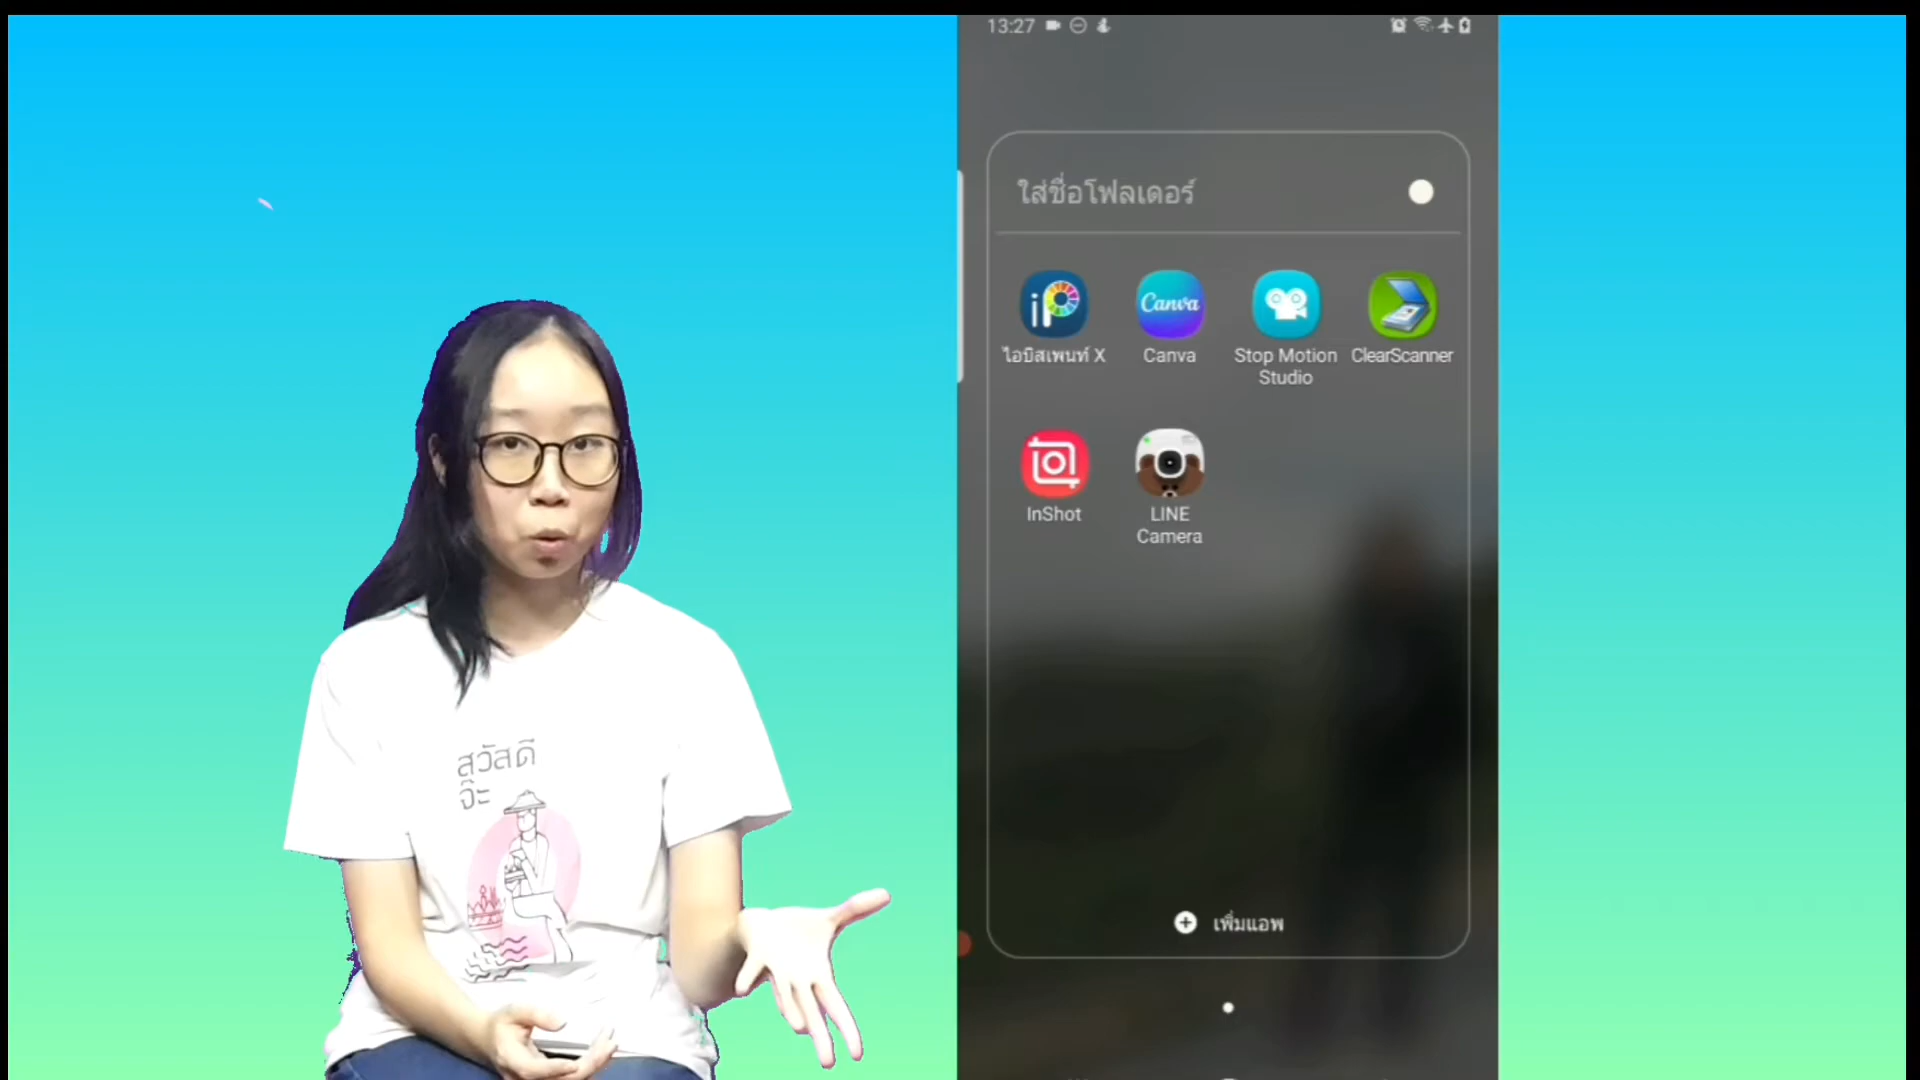 13:27
ใส่ชื่อโฟลเดอร์
iP
Canva
ไอบิสเพนท์ X
Canva
Stop Motion
Studio
ClearScanner
InShot
LINE
Camera
เพิ่มแอพ
สวัสดี
จ๊ะ